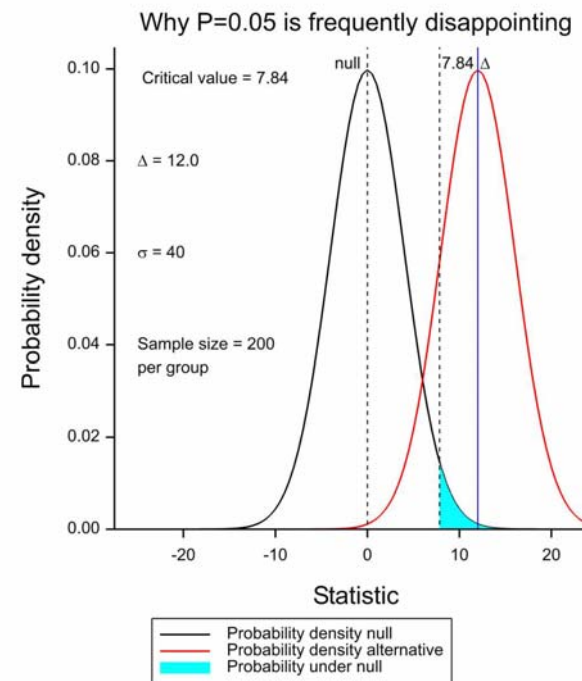 Why P=0.05 is frequently disappointing
null
7.84 Δ
Critical value = 7.84
Δ = 12.0
σ = 40
Sample size = 200
per group
Probability density
0.10
0.08
0.06
0.04
0.02
0.00
-20 -10 0 10 20
Statistic
Probability density null
Probability density alternative
Probability under null